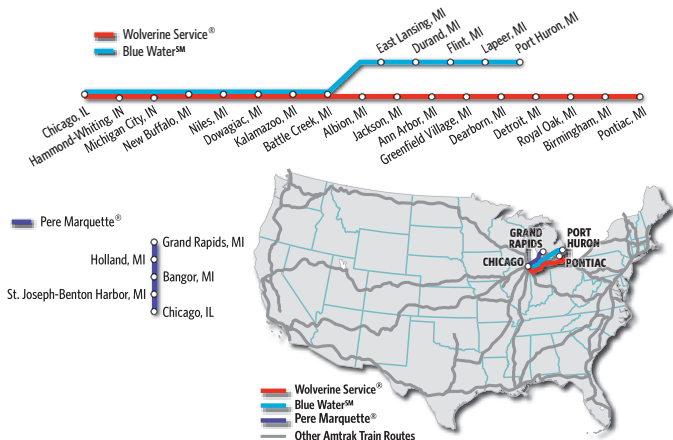 Wolverine Service®
Blue Water℠
East Lansing, MI
Durand, MI
Flint, MI
Lapeer, MI
Port Huron, MI
Chicago, IL
Hammond-Whiting, IN
Michigan City, IN
New Buffalo, MI
Niles, MI
Dowagiac, MI
Kalamazoo, MI
Battle Creek, MI
Albion, MI
Jackson, MI
Ann Arbor, MI
Greenfield Village, MI
Dearborn, MI
Detroit, MI
Royal Oak, MI
Birmingham, MI
Pontiac, MI
Pere Marquette®
Grand Rapids, MI
Holland, MI
Bangor, MI
St. Joseph-Benton Harbor, MI
Chicago, IL
GRAND
RAPIDS
PORT
HURON
CHICAGO
PONTIAC
Wolverine Service®
Blue Water℠
Pere Marquette®
Other Amtrak Train Routes